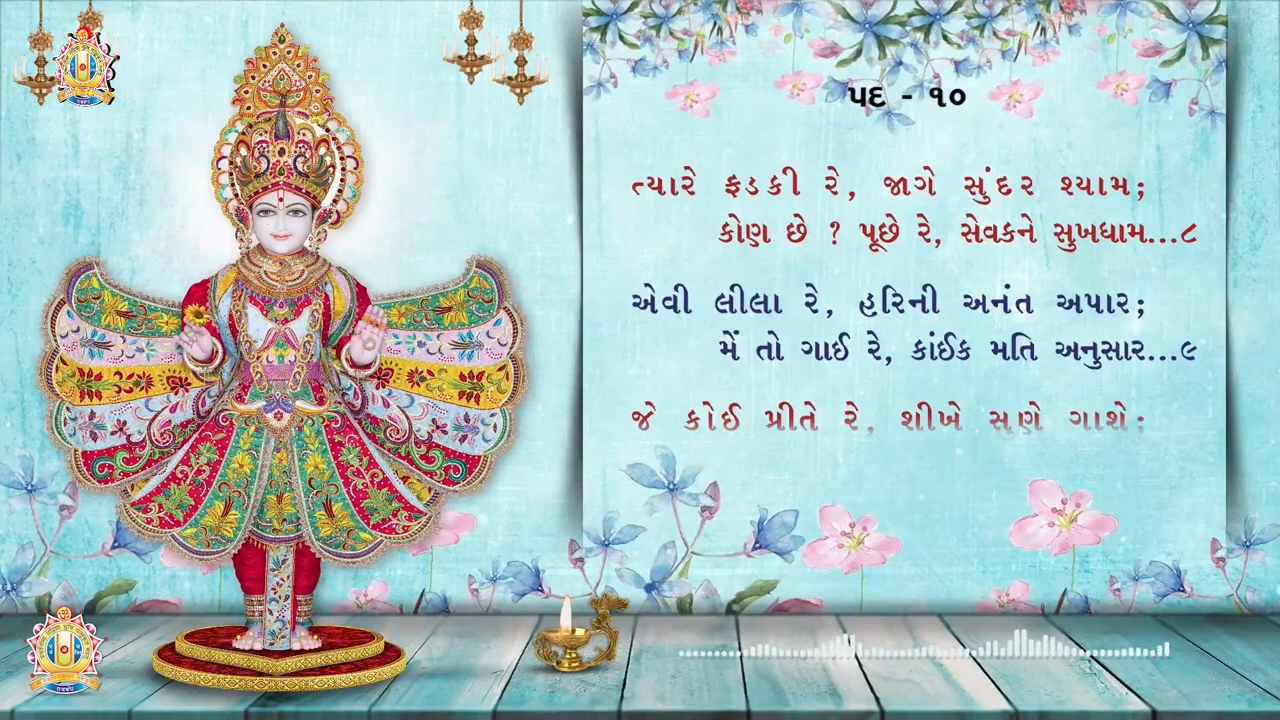 પદ - ૧૦
ત્યારે ફડકી રે, જાગે સુંદર શ્યામ;
કોણ છે ? પૂછે રે, સેવકને સુખધામ...૮
એવી લીલા રે, હરિની અનંત અપાર;
મેં તો ગાઈ રે, કાંઈક મતિ અનુસાર...૯
જે કોઈ પ્રીતે રે, શીખે સુણે ગાશે;